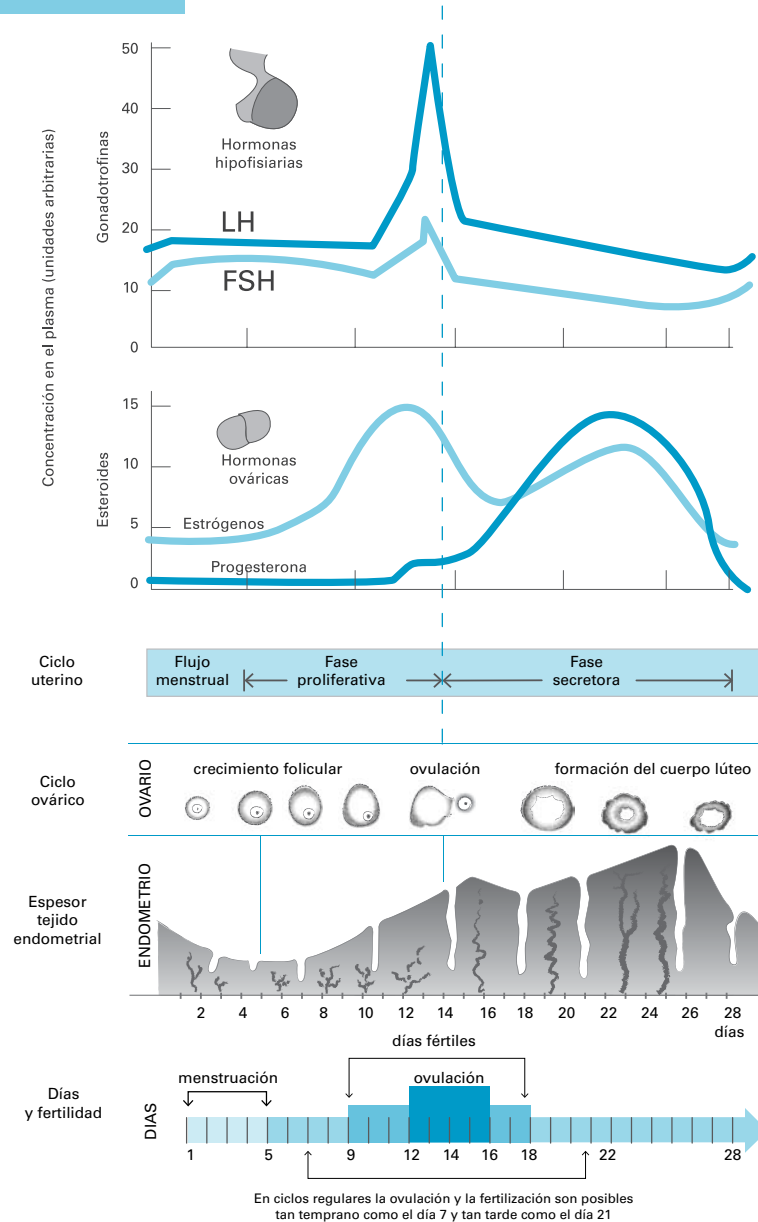 Concentración en el plasma (unidades arbitrarias)
Gonadotrofinas
50
40
30
20
10
0
Hormonas
hipofisiarias
LH
FSH
Esteroides
15
10
5
0
Hormonas
ováricas
Estrógenos
Progesterona
Ciclo
uterino
Flujo
menstrual
Fase
proliferativa
Fase
secretora
Ciclo
ovárico
OVARIO
crecimiento folicular
ovulación
formación del cuerpo lúteo
Espesor
tejido
endometrial
ENDOMETRIO
2 4 6 8 10 12 14 16 18 20 22 24 26 28
días
días fértiles
Días
y fertilidad
DIAS
menstruación
ovulación
1 5 9 12 14 16 18 22 28
En ciclos regulares la ovulación y la fertilización son posibles
tan temprano como el día 7 y tan tarde como el día 21